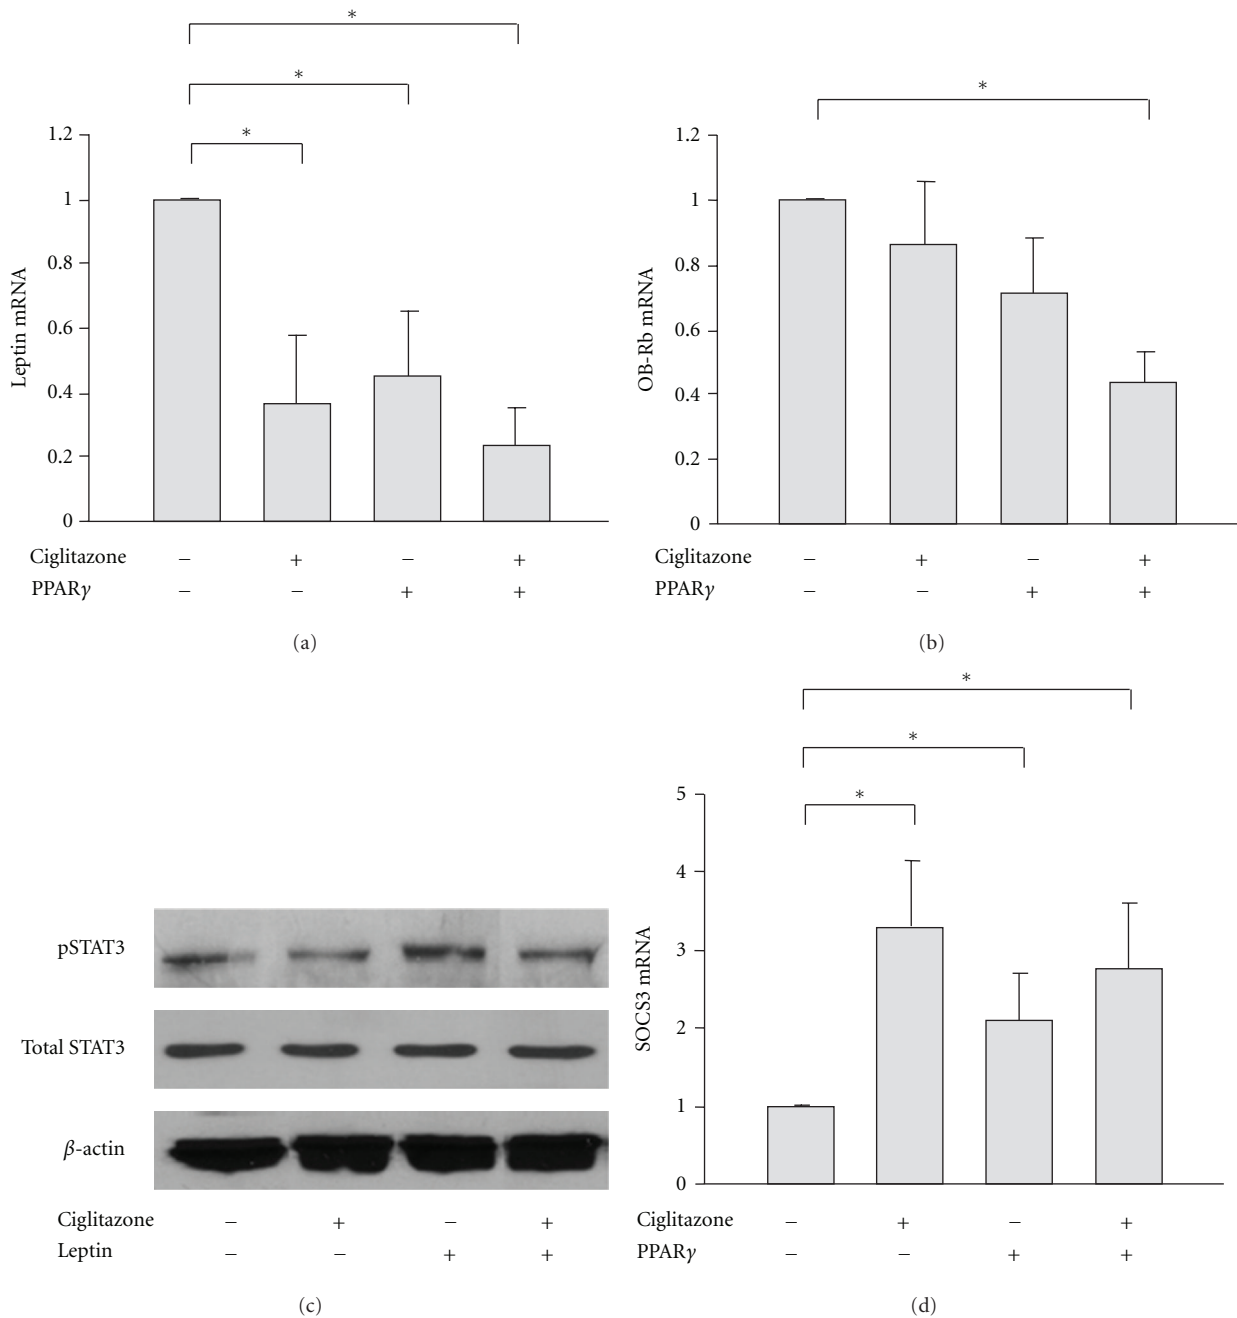 *
*
*
1.2
1
0.8
0.6
0.4
0.2
0
Leptin mRNA
Ciglitazone − + − +
PPARγ − − + +
(a)
*
1.2
1
0.8
0.6
0.4
0.2
0
OB-Rb mRNA
Ciglitazone − + − +
PPARγ − − + +
(b)
pSTAT3
Total STAT3
β-actin
Ciglitazone − + − +
Leptin − − + +
(c)
*
*
*
5
4
3
2
1
0
SOCS3 mRNA
Ciglitazone − + − +
PPARγ − − + +
(d)